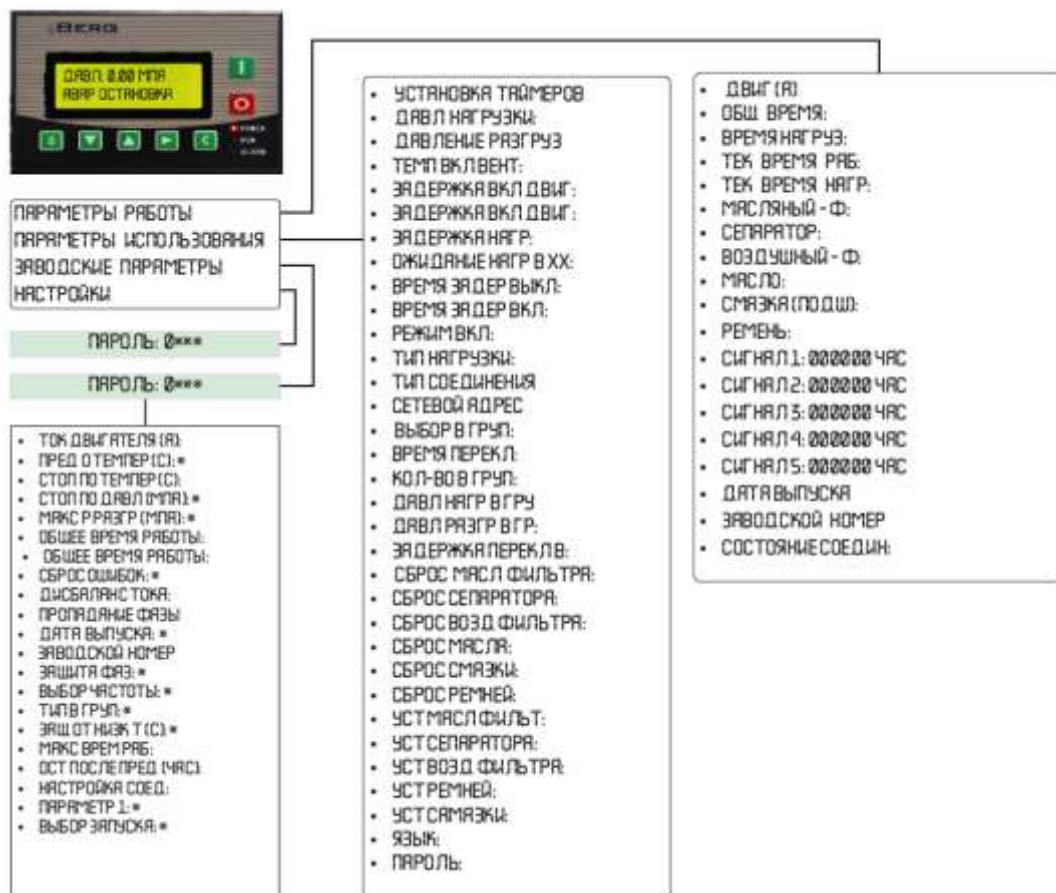 BERG
ДАВЛ: 0.00 МПА
АВАР ОСТАНОВКА
ПАРАМЕТРЫ РАБОТЫ
ПАРАМЕТРЫ ИСПОЛЬЗОВАНИЯ
ЗАВОДСКИЕ ПАРАМЕТРЫ
НАСТРОЙКИ
ПАРОЛЬ: 0***
ПАРОЛЬ: 0***
• ТОК ДВИГАТЕЛЯ (А):
• ПРЕД О ТЕМПЕР (С): *
• СТОП ПО ТЕМПЕР (С):
• СТОП ПО ДАВЛ (МПА): *
• МАКС Р РАЗГР (МПА): *
• ОБЩЕЕ ВРЕМЯ РАБОТЫ:
• ОБЩЕЕ ВРЕМЯ РАБОТЫ:
• СБРОС ОШИБОК: *
• ДИСБАЛАНС ТОКА:
• ПРОПАДАНИЕ ФАЗЫ
• ДАТА ВЫПУСКА: *
• ЗАВОДСКОЙ НОМЕР
• ЗАЩИТА ФАЗ: *
• ВЫБОР ЧАСТОТЫ: *
• ТИП В ГРУП: *
• ЗАЩ ОТ НИЗК Т (С): *
• МАКС ВРЕМ РАБ:
• ОСТ ПОСЛЕ ПРЕД (ЧАС):
• НАСТРОЙКА СОЕД:
• ПАРАМЕТР 1: *
• ВЫБОР ЗАПУСКА: *
• УСТАНОВКА ТАЙМЕРОВ
• ДАВЛ НАГРУЗКИ:
• ДАВЛЕНИЕ РАЗГРУЗ
• ТЕМП ВКЛ ВЕНТ:
• ЗАДЕРЖКА ВКЛ ДВИГ:
• ЗАДЕРЖКА ВКЛ ДВИГ:
• ЗАДЕРЖКА НАГР:
• ОЖИДАНИЕ НАГР В ХХ:
• ВРЕМЯ ЗАДЕР ВЫКЛ:
• ВРЕМЯ ЗАДЕР ВКЛ:
• РЕЖИМ ВКЛ:
• ТИП НАГРУЗКИ:
• ТИП СОЕДИНЕНИЯ
• СЕТЕВОЙ АДРЕС
• ВЫБОР В ГРУП:
• ВРЕМЯ ПЕРЕКЛ:
• КОЛ-ВО В ГРУП:
• ДАВЛ НАГР В ГРУ
• ДАВЛ РАЗГР В ГР:
• ЗАДЕРЖКА ПЕРЕКЛ В:
• СБРОС МАСЛ ФИЛЬТРА:
• СБРОС СЕПАРАТОРА:
• СБРОС ВОЗД ФИЛЬТРА:
• СБРОС МАСЛА:
• СБРОС СМАЗКИ:
• СБРОС РЕМНЕЙ:
• УСТ МАСЛ ФИЛЬТ:
• УСТ СЕПАРАТОРА:
• УСТ ВОЗД ФИЛЬТРА:
• УСТ РЕМНЕЙ:
• УСТ САМАЗКИ:
• ЯЗЫК:
• ПАРОЛЬ:
• ДВИГ (А)
• ОБЩ ВРЕМЯ:
• ВРЕМЯ НАГРУЗ:
• ТЕК ВРЕМЯ РАБ:
• ТЕК ВРЕМЯ НАГР:
• МАСЛЯНЫЙ - Ф:
• СЕПАРАТОР:
• ВОЗДУШНЫЙ - Ф:
• МАСЛО:
• СМАЗКА (ПОДШ):
• РЕМЕНЬ:
• СИГНАЛ 1: 000000 ЧАС
• СИГНАЛ 2: 000000 ЧАС
• СИГНАЛ 3: 000000 ЧАС
• СИГНАЛ 4: 000000 ЧАС
• СИГНАЛ 5: 000000 ЧАС
• ДАТА ВЫПУСКА
• ЗАВОДСКОЙ НОМЕР
• СОСТОЯНИЕ СОЕДИН: